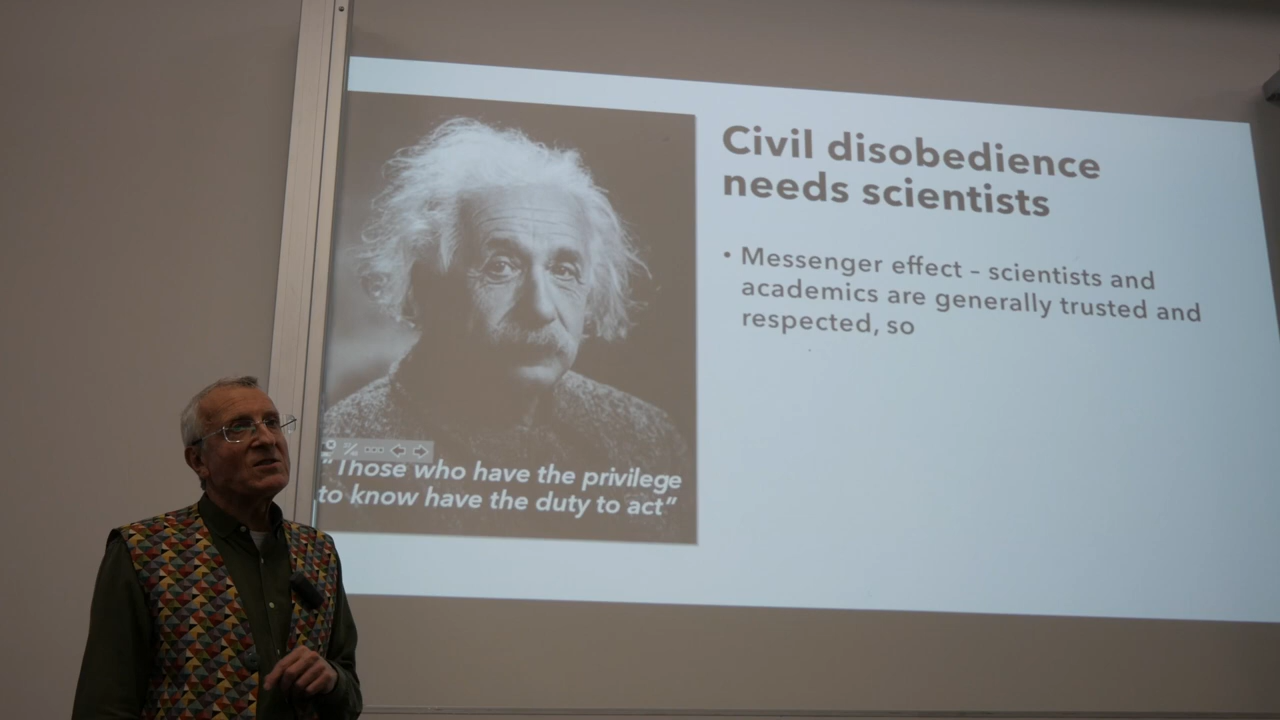 Civil disobedience
needs scientists
• Messenger effect – scientists and
academics are generally trusted and
respected, so
“Those who have the privilege
to know have the duty to act”